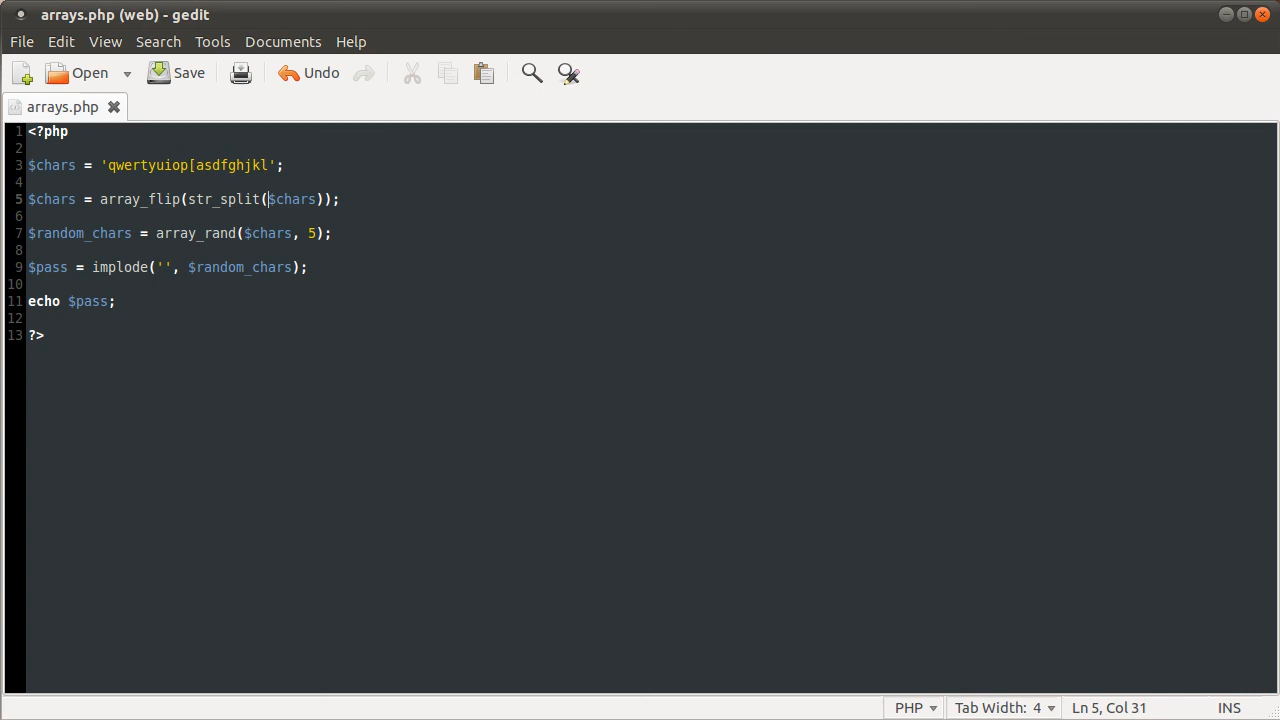 arrays.php (web) - gedit
File Edit View Search Tools Documents Help
Open Save Undo
arrays.php
1 <?php
2
3 $chars = 'qwertyuiop[asdfghjkl';
4
5 $chars = array_flip(str_split($chars));
6
7 $random_chars = array_rand($chars, 5);
8
9 $pass = implode('', $random_chars);
10
11 echo $pass;
12
13 ?>
PHP Tab Width: 4 Ln 5, Col 31 INS